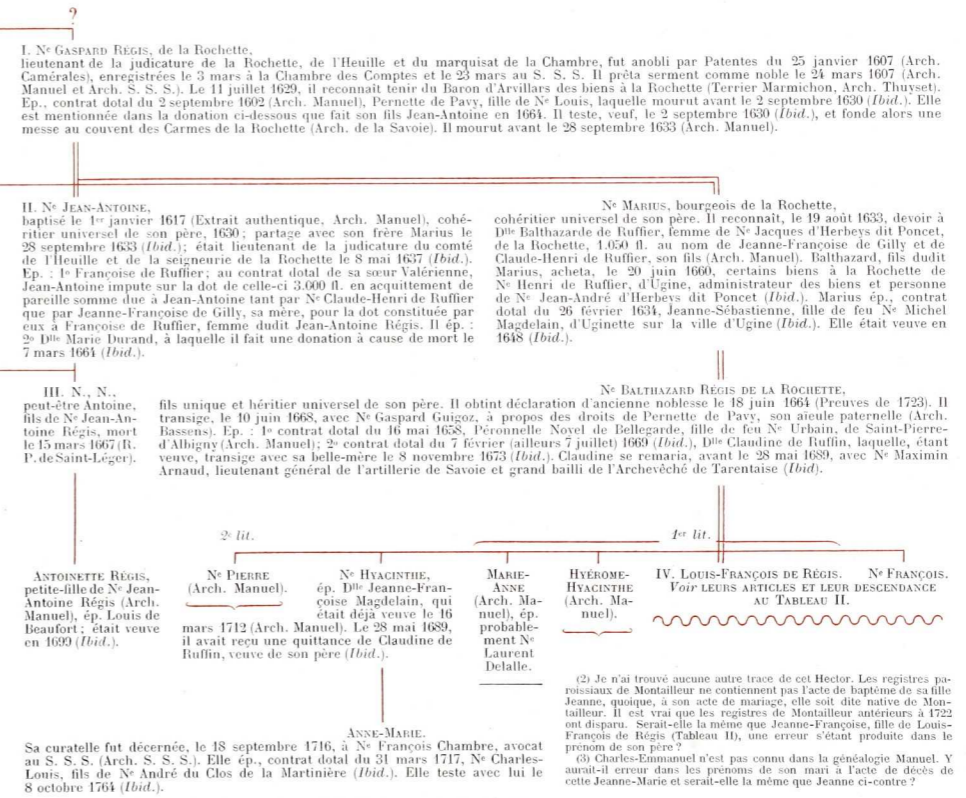 ?
I. Nᵉ GASPARD RÉGIS, de la Rochette,
lieutenant de la judicature de la Rochette, de l'Heuille et du marquisat de la Chambre, fut anobli par Patentes du 25 janvier 1607 (Arch.
Camérales), enregistrées le 3 mars à la Chambre des Comptes et le 23 mars au S. S. S. Il prêta serment comme noble le 24 mars 1607 (Arch.
Manuel et Arch. S. S. S.). Le 11 juillet 1629, il reconnaît tenir du Baron d'Arvillars des biens à la Rochette (Terrier Marmichon, Arch. Thuyset).
Ep., contrat dotal du 2 septembre 1602 (Arch. Manuel), Pernette de Pavy, fille de Nᵉ Louis, laquelle mourut avant le 2 septembre 1630 (Ibid.). Elle
est mentionnée dans la donation ci-dessous que fait son fils Jean-Antoine en 1664. Il teste, veuf, le 2 septembre 1630 (Ibid.), et fonde alors une
messe au couvent des Carmes de la Rochette (Arch. de la Savoie). Il mourut avant le 28 septembre 1633 (Arch. Manuel).
II. Nᵉ JEAN-ANTOINE,
baptisé le 1ᵉʳ janvier 1617 (Extrait authentique, Arch. Manuel), cohé-
ritier universel de son père, 1630; partage avec son frère Marius le
28 septembre 1633 (Ibid.); était lieutenant de la judicature du comté
de l'Heuille et de la seigneurie de la Rochette le 8 mai 1637 (Ibid.).
Ep. : 1º Françoise de Ruffier; au contrat dotal de sa sœur Valérienne,
Jean-Antoine impute sur la dot de celle-ci 3.000 fl. en acquittement de
pareille somme due à Jean-Antoine tant par Nᵉ Claude-Henri de Ruffier
que par Jeanne-Françoise de Gilly, sa mère, pour la dot constituée par
eux à Françoise de Ruffier, femme dudit Jean-Antoine Régis. Il ép. :
2º Dˡˡᵉ Marie Durand, à laquelle il fait une donation à cause de mort le
7 mars 1664 (Ibid.).
Nᵉ MARIUS, bourgeois de la Rochette,
cohéritier universel de son père. Il reconnaît, le 19 août 1633, devoir à
Dˡˡᵉ Balthazarde de Ruffier, femme de Nᵉ Jacques d'Herbeys dit Poncet,
de la Rochette, 1.050 fl. au nom de Jeanne-Françoise de Gilly et de
Claude-Henri de Ruffier, son fils (Arch. Manuel). Balthazard, fils dudit
Marius, acheta, le 20 juin 1660, certains biens à la Rochette de
Nᵉ Henri de Ruffier, d'Ugine, administrateur des biens et personne
de Nᵉ Jean-André d'Herbeys dit Poncet (Ibid.). Marius ép., contrat
dotal du 26 février 1634, Jeanne-Sébastienne, fille de feu Nᵉ Michel
Magdelain, d'Uginette sur la ville d'Ugine (Ibid.). Elle était veuve en
1648 (Ibid.).
III. N., N.,
peut-être Antoine,
fils de Nᵉ Jean-An-
toine Régis, mort
le 15 mars 1667 (R.
P. de Saint-Léger).
Nᵉ BALTHAZARD RÉGIS DE LA ROCHETTE,
fils unique et héritier universel de son père. Il obtint déclaration d'ancienne noblesse le 18 juin 1664 (Preuves de 1723). Il
transige, le 10 juin 1668, avec Nᵉ Gaspard Guigoz, à propos des droits de Pernette de Pavy, son aïeule paternelle (Arch.
Bassens). Ep. : 1º contrat dotal du 16 mai 1658, Péronnelle Noyel de Bellegarde, fille de feu Nᵉ Urbain, de Saint-Pierre-
d'Albigny (Arch. Manuel); 2º contrat dotal du 7 février (ailleurs 7 juillet) 1669 (Ibid.), Dˡˡᵉ Claudine de Ruffin, laquelle, étant
veuve, transige avec sa belle-mère le 8 novembre 1673 (Ibid.). Claudine se remaria, avant le 28 mai 1689, avec Nᵉ Maximin
Arnaud, lieutenant général de l'artillerie de Savoie et grand bailli de l'Archevêché de Tarentaise (Ibid).
2ᵉ lit.
1ᵉʳ lit.
ANTOINETTE RÉGIS,
petite-fille de Nᵉ Jean-
Antoine Régis (Arch.
Manuel), ép. Louis de
Beaufort; était veuve
en 1699 (Ibid.).
Nᵉ PIERRE
(Arch. Manuel).
Nᵉ HYACINTHE,
ép. Dˡˡᵉ Jeanne-Fran-
çoise Magdelain, qui
était déjà veuve le 16
mars 1712 (Arch. Manuel). Le 28 mai 1689,
il avait reçu une quittance de Claudine de
Ruffin, veuve de son père (Ibid.).
MARIE-
ANNE
(Arch. Ma-
nuel), ép.
probable-
ment Nᵉ
Laurent
Delalle.
HYÉROME-
HYACINTHE
(Arch. Ma-
nuel).
IV. LOUIS-FRANÇOIS DE RÉGIS. Nᵉ FRANÇOIS.
Voir LEURS ARTICLES ET LEUR DESCENDANCE
AU TABLEAU II.
ANNE-MARIE.
Sa curatelle fut décernée, le 18 septembre 1716, à Nᵉ François Chambre, avocat
au S. S. S. (Arch. S. S. S.). Elle ép., contrat dotal du 31 mars 1717, Nᵉ Charles-
Louis, fils de Nᵉ André du Clos de la Martinière (Ibid.). Elle teste avec lui le
8 octobre 1764 (Ibid.).
(2) Je n'ai trouvé aucune autre trace de cet Hector. Les registres pa-
roissiaux de Montailleur ne contiennent pas l'acte de baptême de sa fille
Jeanne, quoique, à son acte de mariage, elle soit dite native de Mon-
tailleur. Il est vrai que les registres de Montailleur antérieurs à 1722
ont disparu. Serait-elle la même que Jeanne-Françoise, fille de Louis-
François de Régis (Tableau II), une erreur s'étant produite dans le
prénom de son père ?
(3) Charles-Emmanuel n'est pas connu dans la généalogie Manuel. Y
aurait-il erreur dans les prénoms de son mari à l'acte de décès de
cette Jeanne-Marie et serait-elle la même que Jeanne ci-contre ?